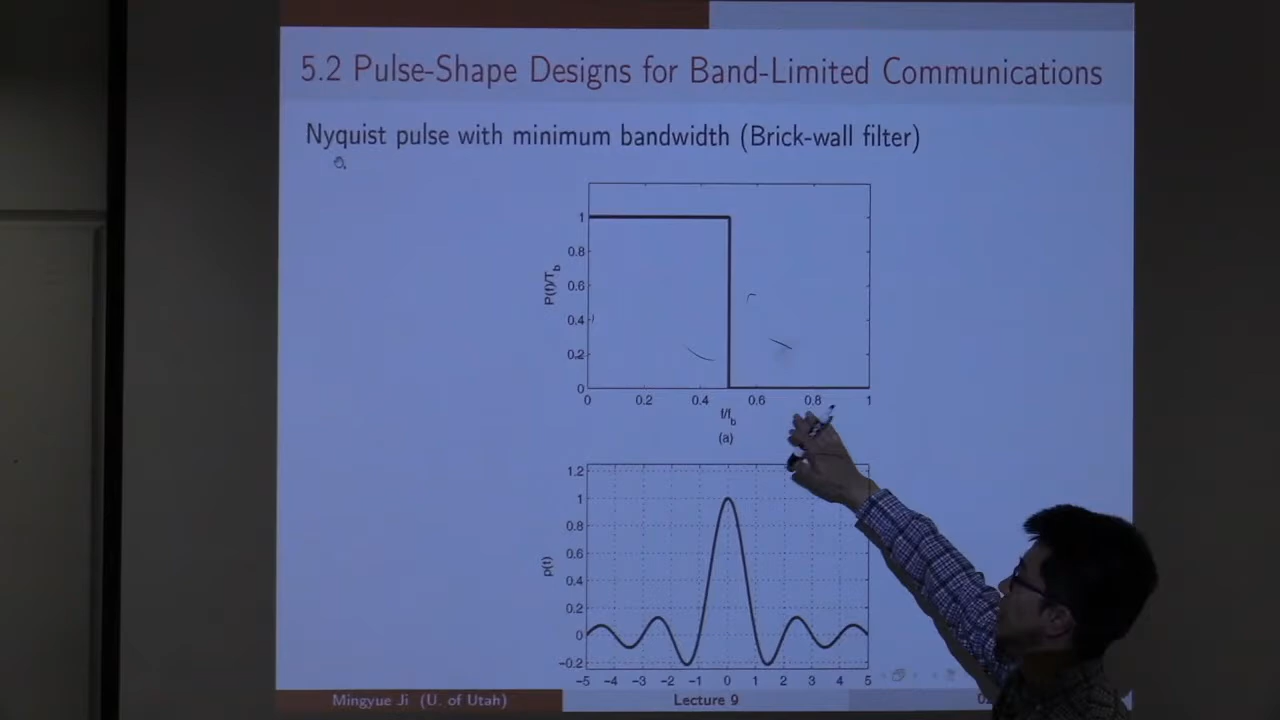 5.2 Pulse-Shape Designs for Band-Limited Communications
Nyquist pulse with minimum bandwidth (Brick-wall filter)
1
0.8
0.6
0.4
0.2
0
P(f)/T_b
0 0.2 0.4 0.6 0.8 1
f/f_b
(a)
1.2
1
0.8
0.6
0.4
0.2
0
−0.2
p(t)
−5 −4 −3 −2 −1 0 1 2 3 4 5
Mingyue Ji (U. of Utah) Lecture 9